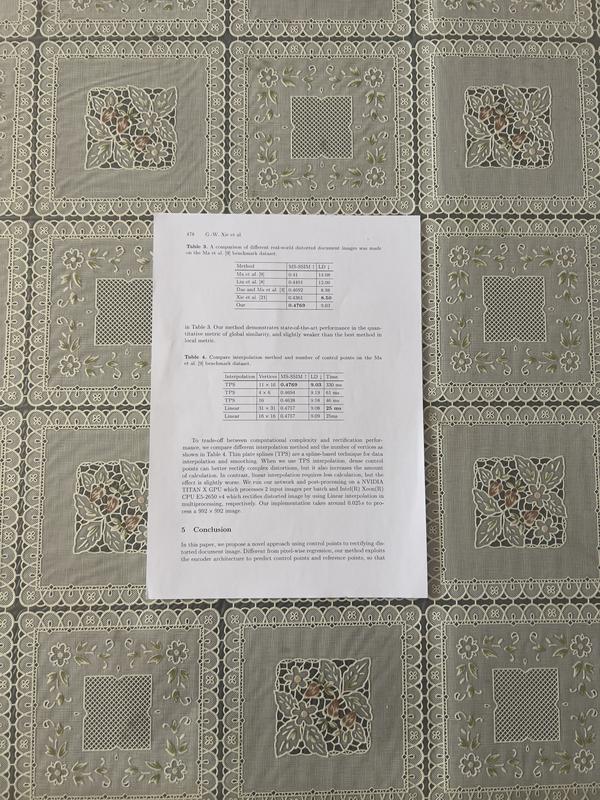 476 G.-W. Xie et al.
Table 3. A comparison of different real-world distorted document images was made
on the Ma et al. [9] benchmark dataset.
Method MS-SSIM ↑ LD ↓
Ma et al. [9] 0.41 14.08
Liu et al. [8] 0.4491 12.06
Das and Ma et al. [3] 0.4692 8.98
Xie et al. [21] 0.4361 8.50
Our 0.4769 9.03
in Table 3. Our method demonstrates state-of-the-art performance in the quan-
titative metric of global similarity, and slightly weaker than the best method in
local metric.
Table 4. Compare interpolation method and number of control points on the Ma
et al. [9] benchmark dataset.
Interpolation Vertices MS-SSIM ↑ LD ↓ Time
TPS 11 × 16 0.4769 9.03 330 ms
TPS 4 × 6 0.4694 9.13 61 ms
TPS 16 0.4638 9.58 46 ms
Linear 31 × 31 0.4757 9.08 25 ms
Linear 16 × 16 0.4757 9.09 25ms
To trade-off between computational complexity and rectification perfor-
mance, we compare different interpolation method and the number of vertices as
shown in Table 4. Thin plate splines (TPS) are a spline-based technique for data
interpolation and smoothing. When we use TPS interpolation, dense control
points can better rectify complex distortions, but it also increases the amount
of calculation. In contrast, linear interpolation requires less calculation, but the
effect is slightly worse. We run our network and post-processing on a NVIDIA
TITAN X GPU which processes 2 input images per batch and Intel(R) Xeon(R)
CPU E5-2650 v4 which rectifies distorted image by using Linear interpolation in
multiprocessing, respectively. Our implementation takes around 0.025 s to pro-
cess a 992 × 992 image.
5 Conclusion
In this paper, we propose a novel approach using control points to rectifying dis-
torted document image. Different from pixel-wise regression, our method exploits
the encoder architecture to predict control points and reference points, so that